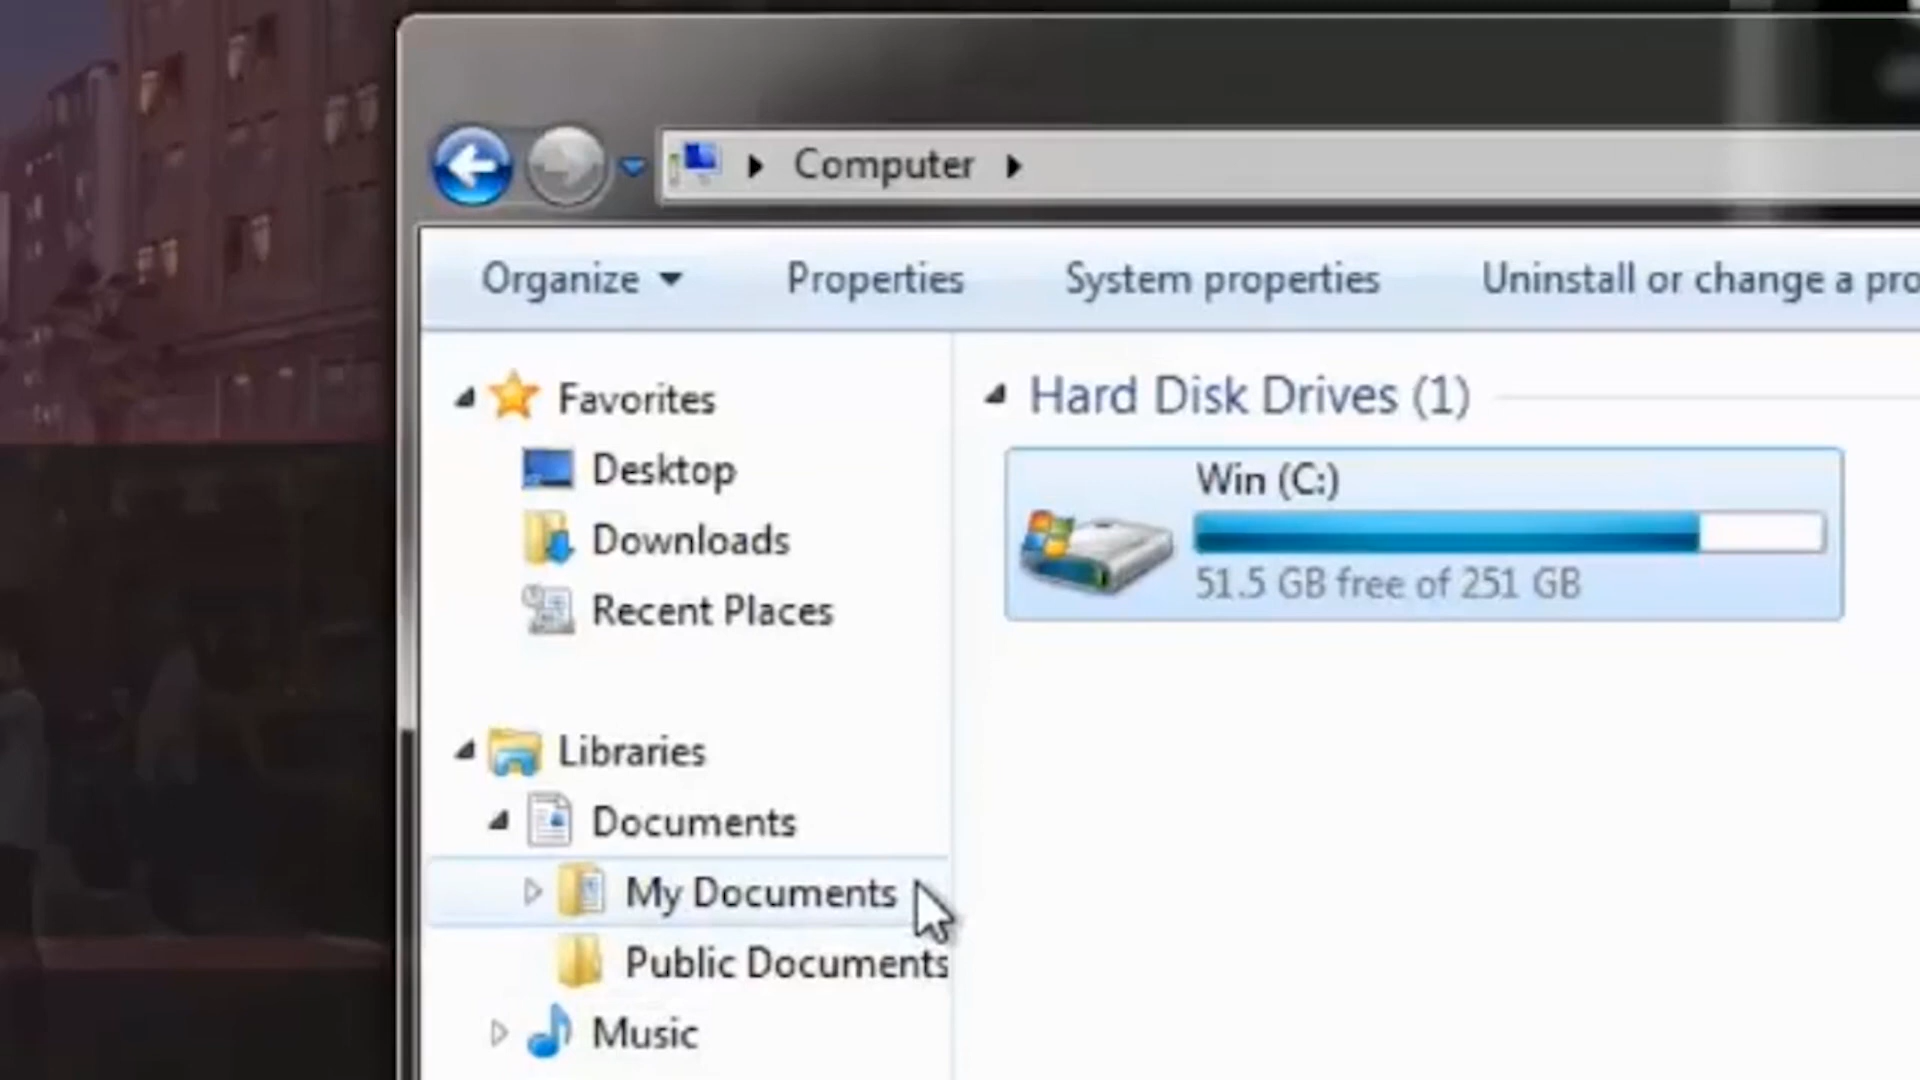 Computer
Organize Properties System properties Uninstall or change a pro
Favorites
Desktop
Downloads
Recent Places
Libraries
Documents
My Documents
Public Documents
Music
Hard Disk Drives (1)
Win (C:)
51.5 GB free of 251 GB